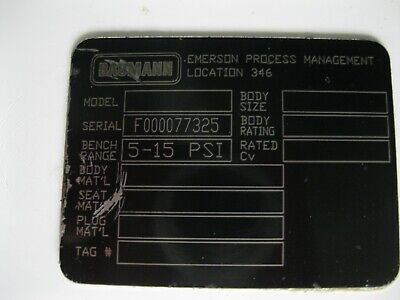 BAUMANN
EMERSON PROCESS MANAGEMENT
LOCATION 346
MODEL
BODY
SIZE
SERIAL F000077325
BODY
RATING
BENCH
RANGE 5-15 PSI
RATED
Cv
BODY
MAT'L
SEAT
MAT'L
PLUG
MAT'L
TAG #